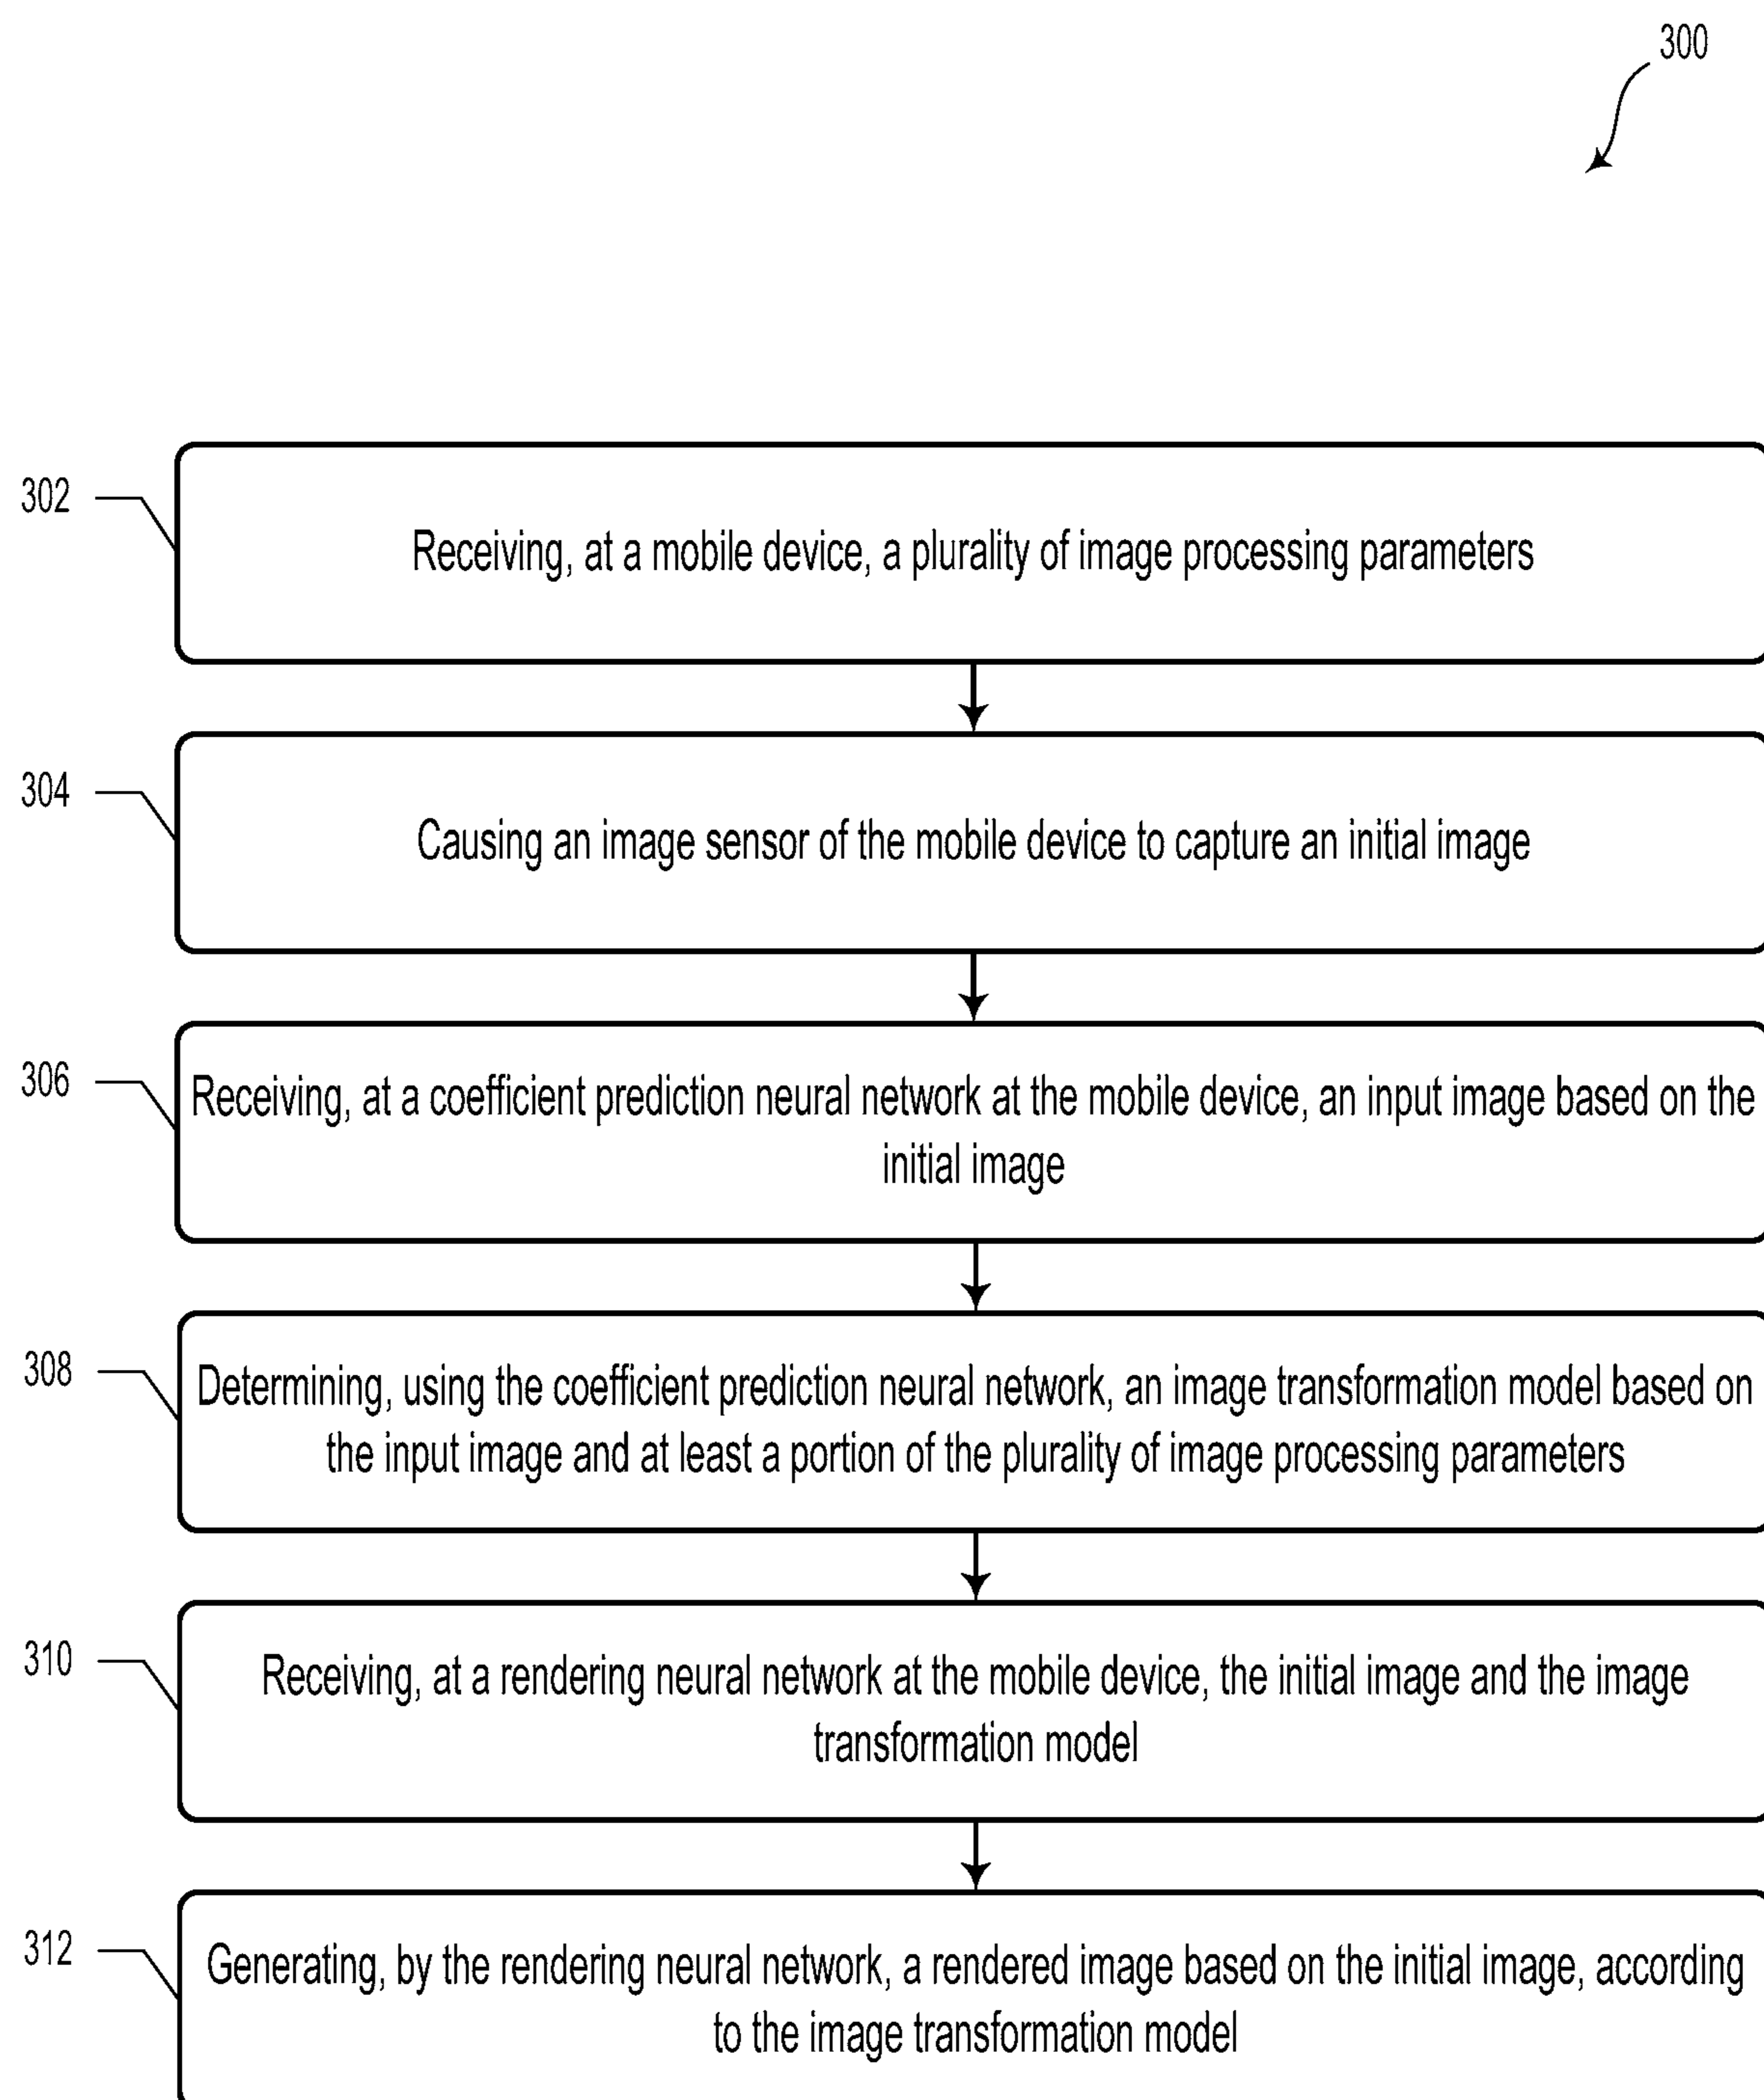 300
302
Receiving, at a mobile device, a plurality of image processing parameters
304
Causing an image sensor of the mobile device to capture an initial image
306
Receiving, at a coefficient prediction neural network at the mobile device, an input image based on the
initial image
308
Determining, using the coefficient prediction neural network, an image transformation model based on
the input image and at least a portion of the plurality of image processing parameters
310
Receiving, at a rendering neural network at the mobile device, the initial image and the image
transformation model
312
Generating, by the rendering neural network, a rendered image based on the initial image, according
to the image transformation model